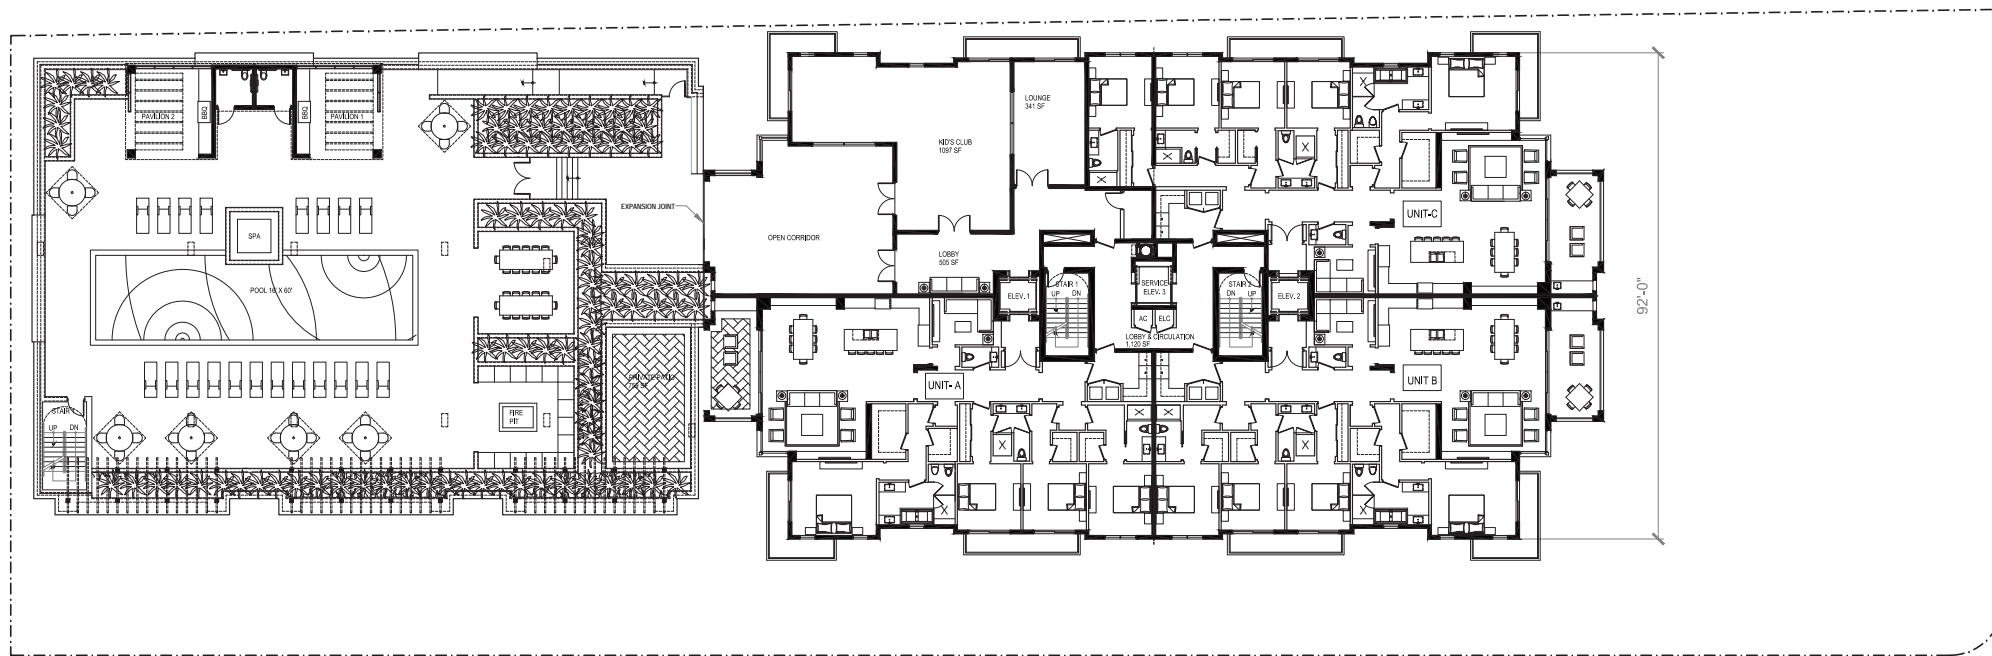 PAVILION 2
BBQ
BBQ
PAVILION 1
LOUNGE
341 SF
KID'S CLUB
1097 SF
EXPANSION JOINT
UNIT-C
SPA
OPEN CORRIDOR
LOBBY
505 SF
POOL 16' X 60'
ELEV. 1
STAIR 1
UP DN
SERVICE
ELEV. 3
STAIR 2
DN UP
ELEV. 2
AC ELC
LOBBY & CIRCULATION
1,120 SF
92'-0"
PRIVATE PATIO
UNIT- A
UNIT B
FIRE
PIT
UP DN